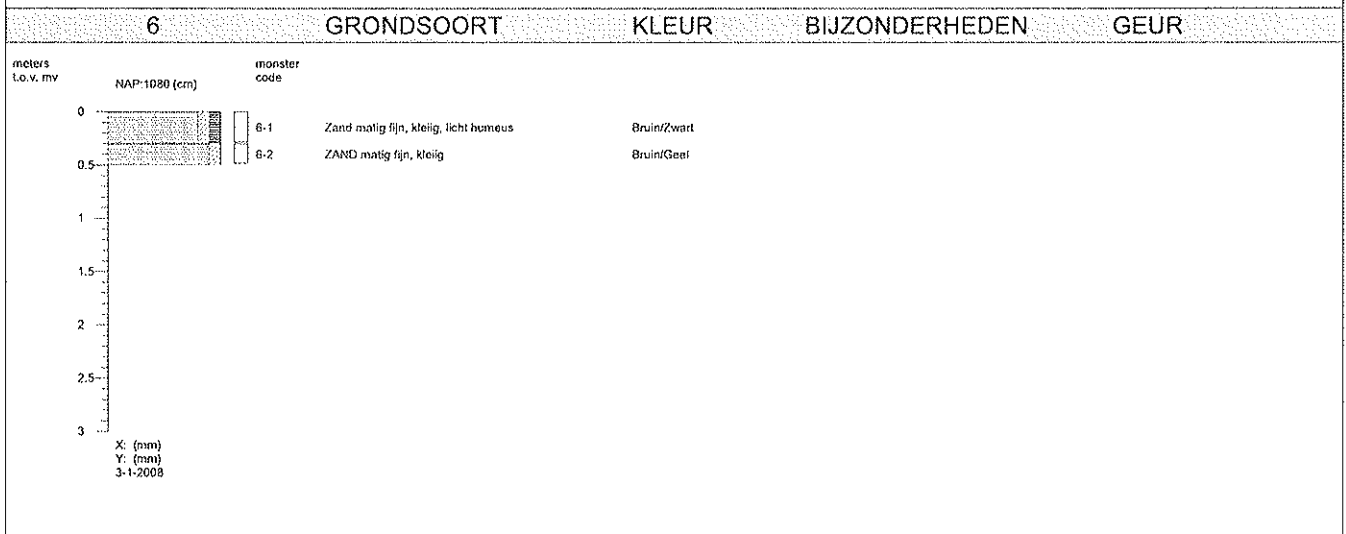 6 GRONDSOORT KLEUR BIJZONDERHEDEN GEUR
meters
t.o.v. mv
NAP:1080 (cm)
monster
code
0
6-1 Zand matig fijn, kleiig, licht humeus Bruin/Zwart
6-2 ZAND matig fijn, kleiig Bruin/Geel
0.5
1
1.5
2
2.5
3
X: (mm)
Y: (mm)
3-1-2008